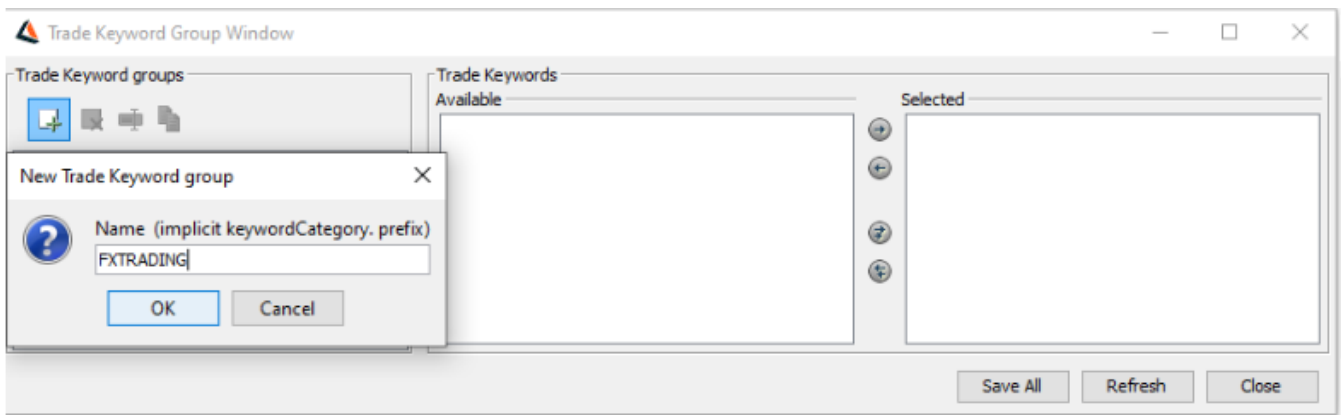 Trade Keyword Group Window
Trade Keyword groups
Trade Keywords
Available
Selected
New Trade Keyword group
Name (implicit keywordCategory. prefix)
FXTRADING
OK
Cancel
Save All
Refresh
Close